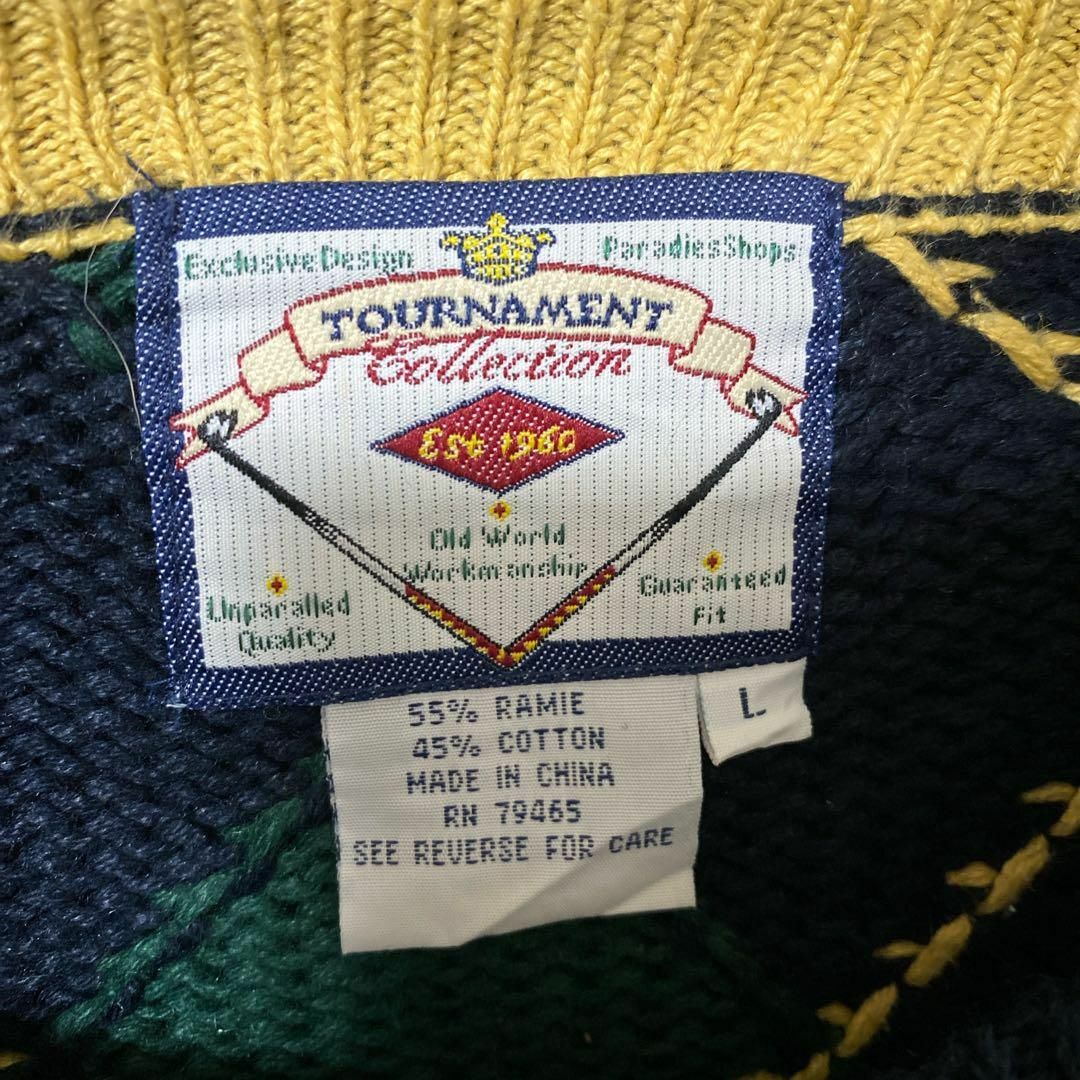 ExclusiveDesign
ParadiesShops
TOURNAMENT
Collection
Est 1960
Old World
Workmanship
Unparalled
Quality
Guaranteed
Fit
55% RAMIE
45% COTTON
MADE IN CHINA
RN 79465
SEE REVERSE FOR CARE
L